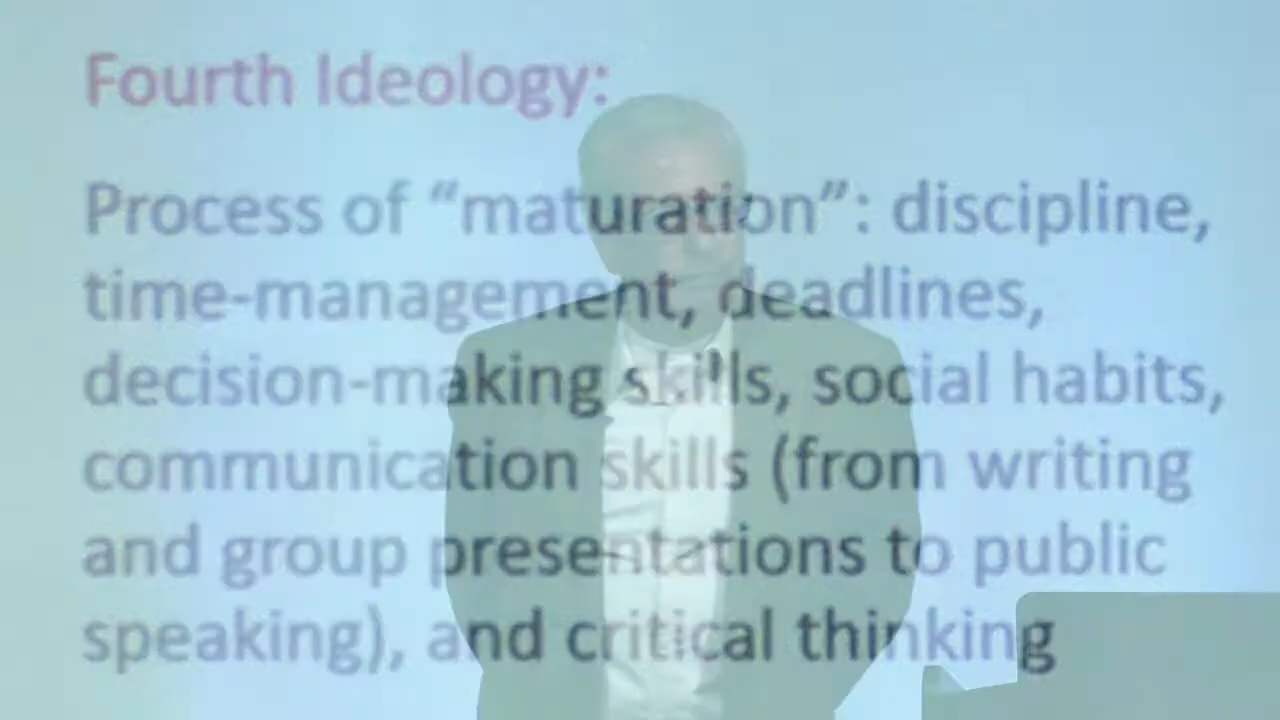 Fourth Ideology:
Process of “maturation”: discipline,
time-management, deadlines,
decision-making skills, social habits,
communication skills (from writing
and group presentations to public
speaking), and critical thinking